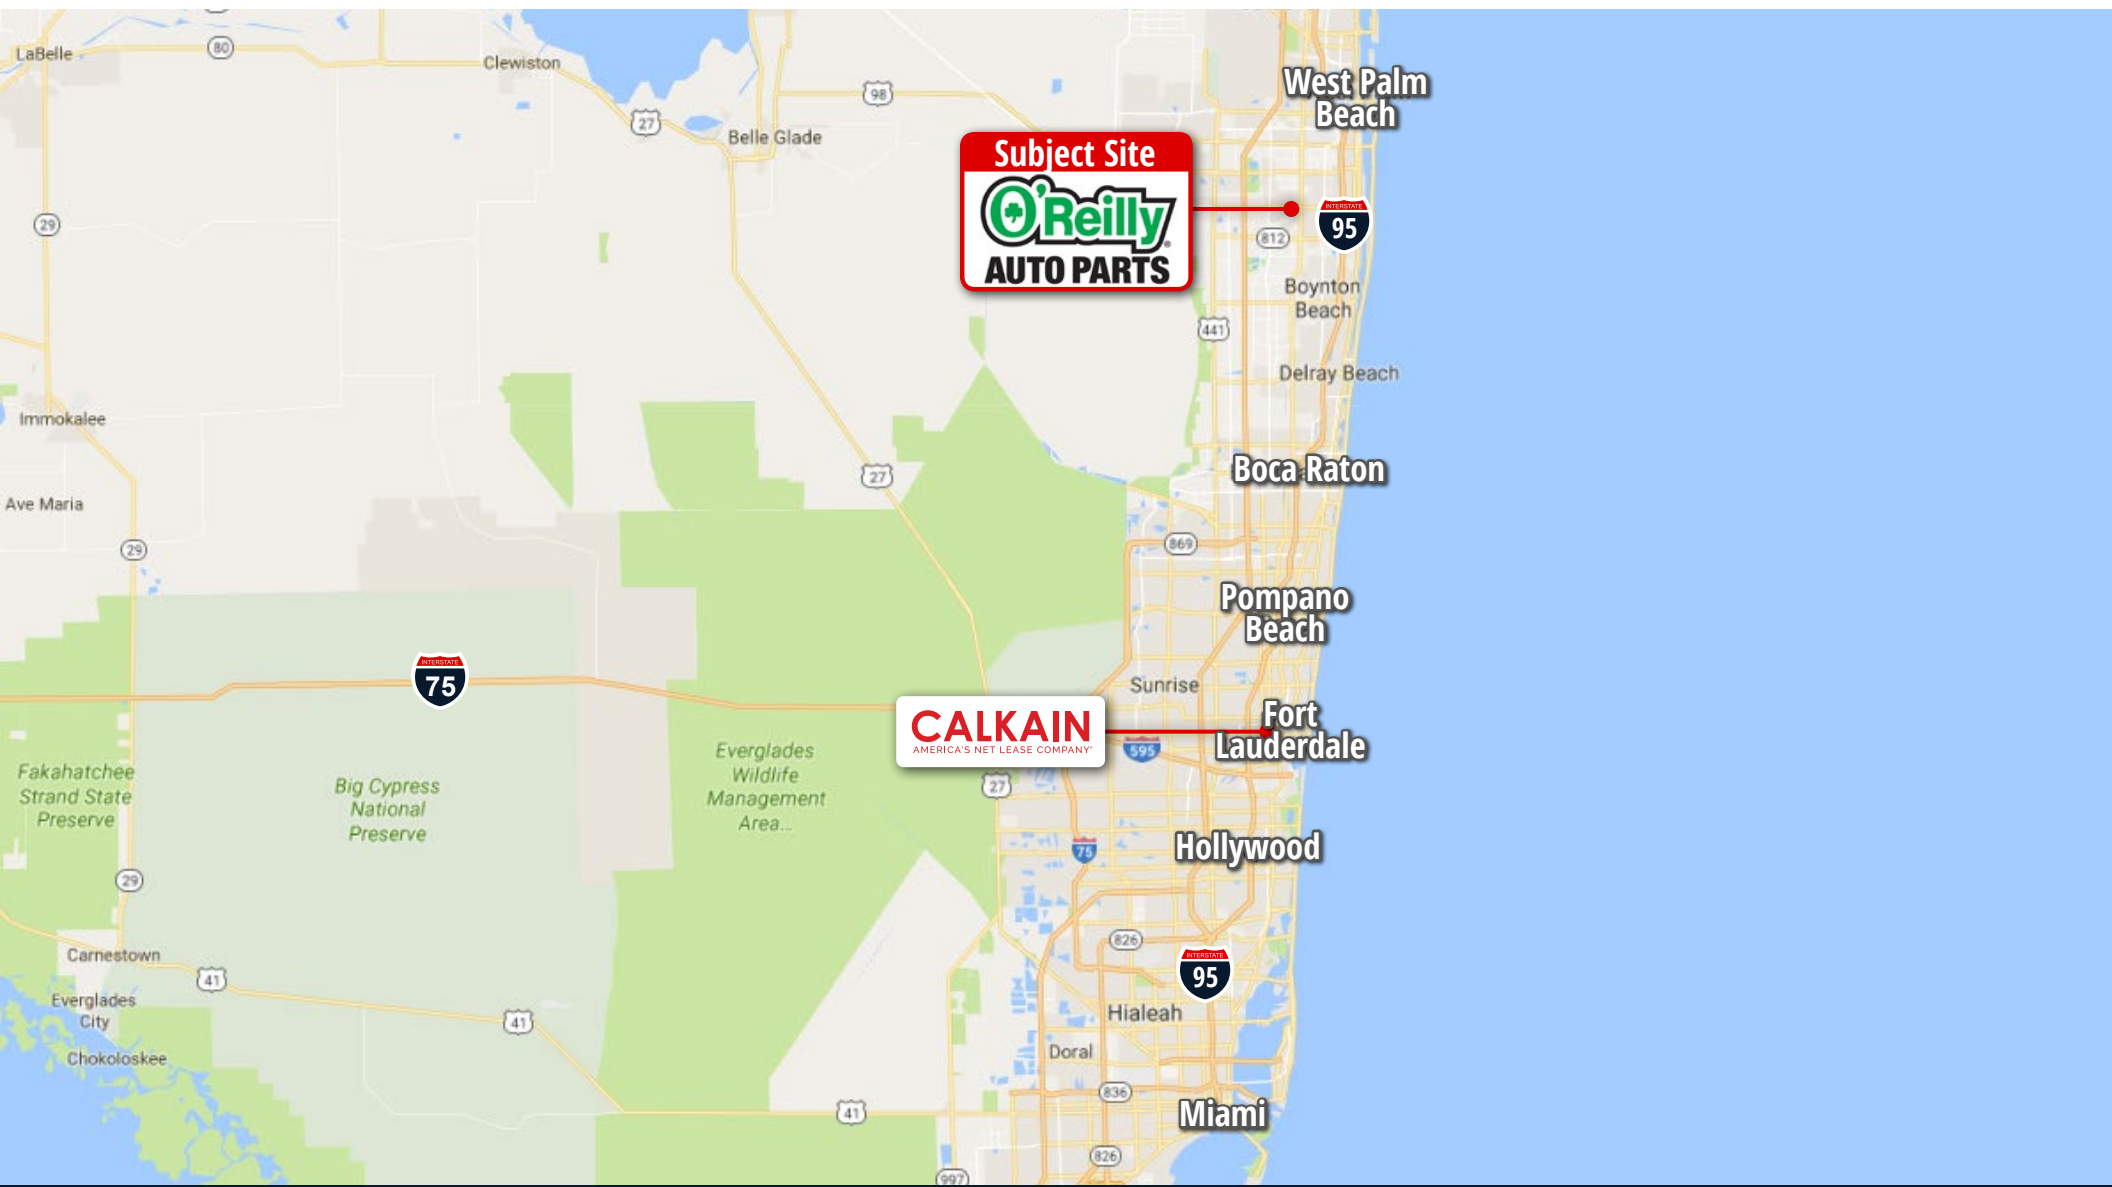 LaBelle
80
Clewiston
27
98
Belle Glade
West Palm
Beach
Subject Site
O'Reilly
AUTO PARTS
INTERSTATE
95
812
29
Boynton
Beach
441
Delray Beach
Immokalee
27
Boca Raton
Ave Maria
29
869
Pompano
Beach
INTERSTATE
75
Sunrise
CALKAIN
AMERICA'S NET LEASE COMPANY
595
Fort
Lauderdale
Everglades
Wildlife
Management
Area...
27
Fakahatchee
Strand State
Preserve
Big Cypress
National
Preserve
75
Hollywood
29
826
Carnestown
41
INTERSTATE
95
Everglades
City
41
Hialeah
Chokoloskee
Doral
836
41
Miami
826
997